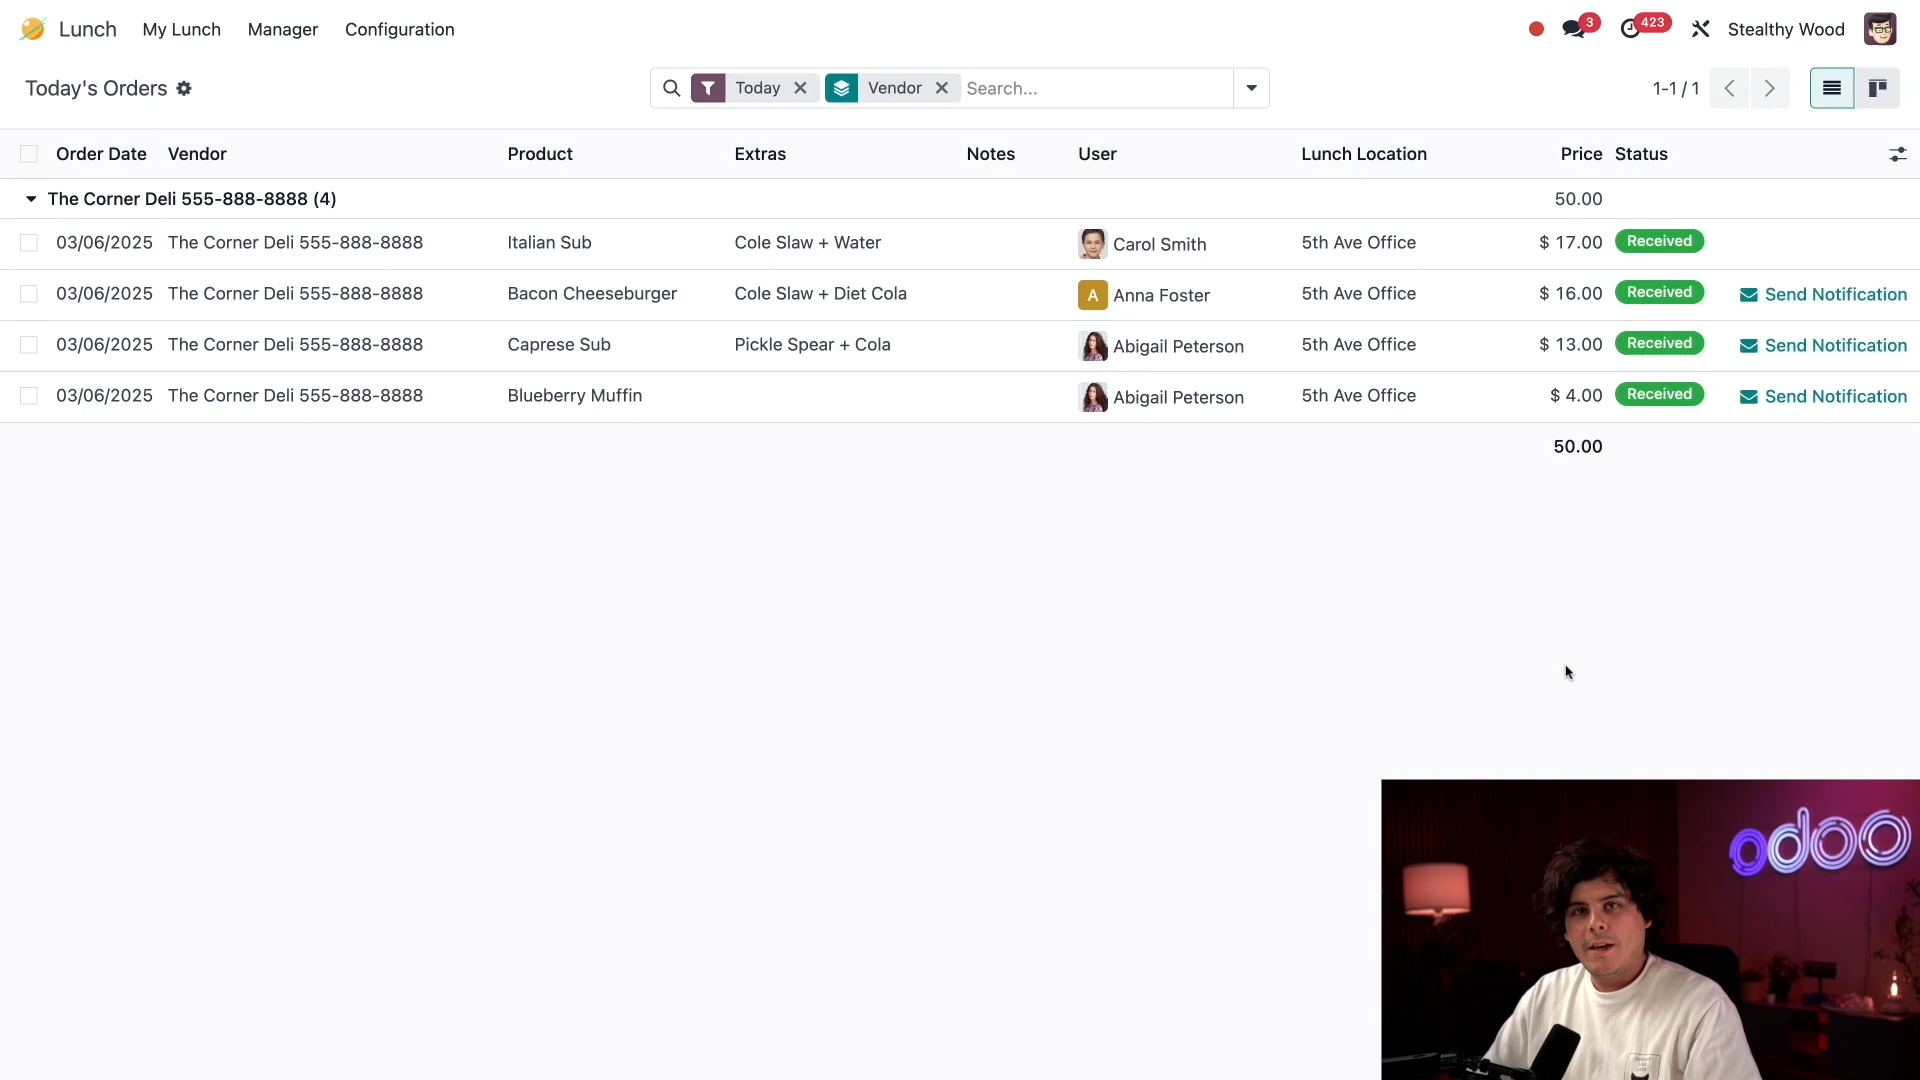 Lunch My Lunch Manager Configuration 3 423 Stealthy Wood
Today's Orders Today Vendor Search... 1-1 / 1
Order Date Vendor Product Extras Notes User Lunch Location Price Status
The Corner Deli 555-888-8888 (4) 50.00
03/06/2025 The Corner Deli 555-888-8888 Italian Sub Cole Slaw + Water Carol Smith 5th Ave Office $ 17.00 Received
03/06/2025 The Corner Deli 555-888-8888 Bacon Cheeseburger Cole Slaw + Diet Cola A Anna Foster 5th Ave Office $ 16.00 Received Send Notification
03/06/2025 The Corner Deli 555-888-8888 Caprese Sub Pickle Spear + Cola Abigail Peterson 5th Ave Office $ 13.00 Received Send Notification
03/06/2025 The Corner Deli 555-888-8888 Blueberry Muffin Abigail Peterson 5th Ave Office $ 4.00 Received Send Notification
50.00
odoo